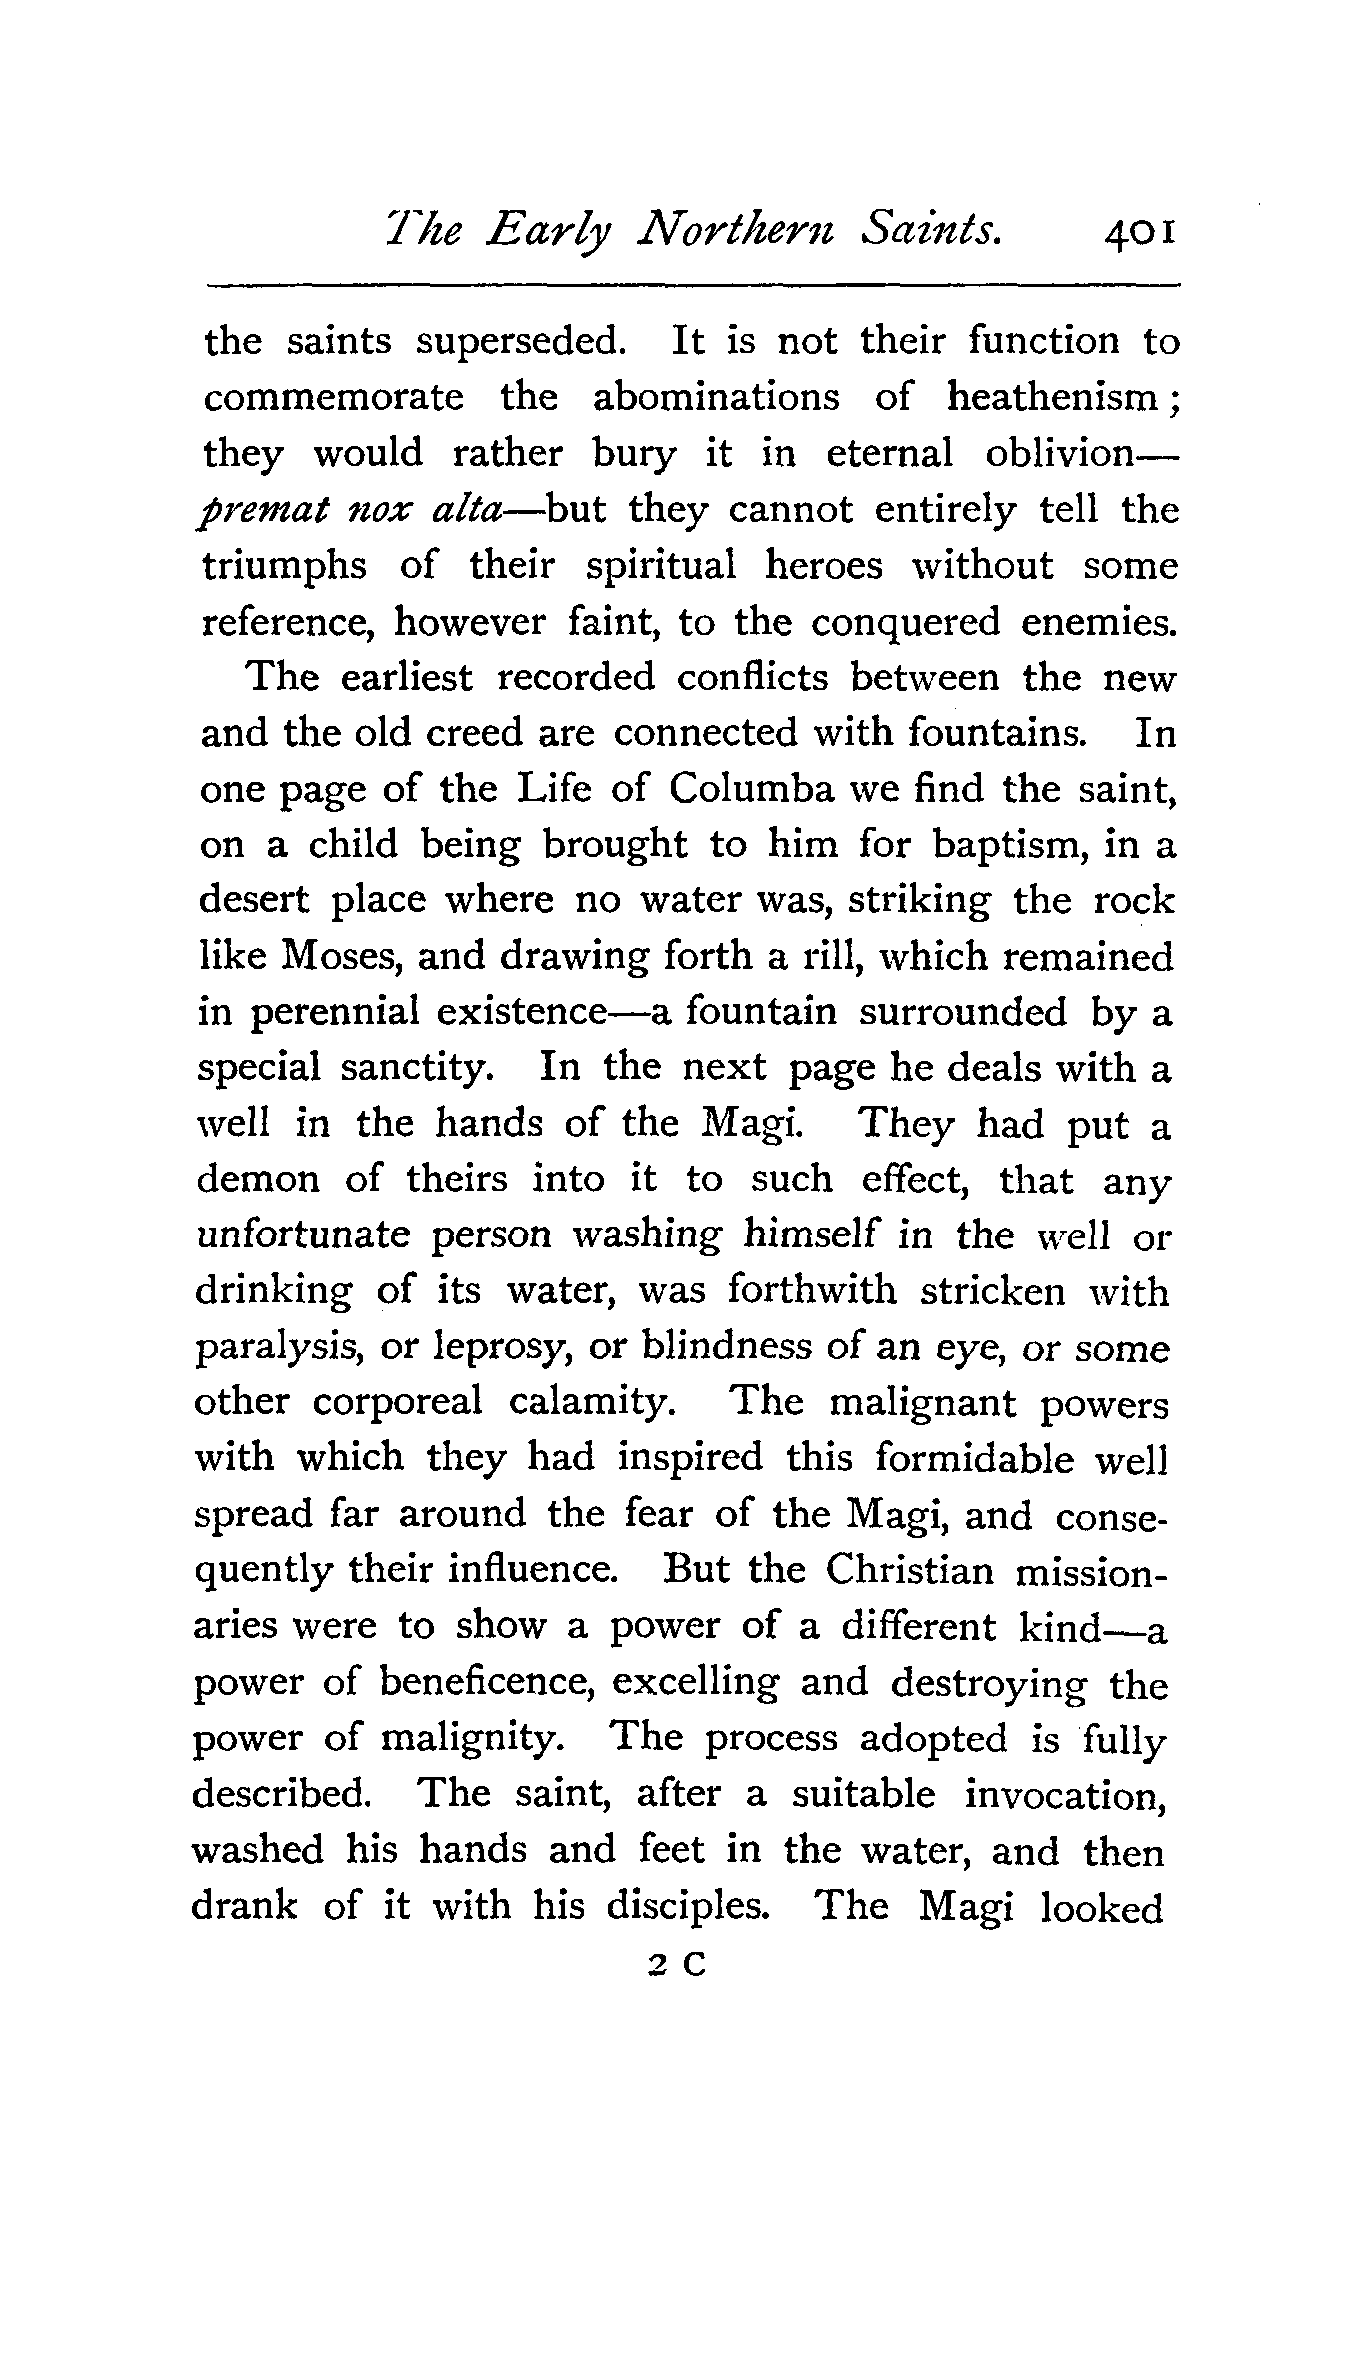 The Early Northern Saints. 401
the saints superseded. It is not their function to
commemorate the abominations of heathenism ;
they would rather bury it in eternal oblivion—
premat nox alta—but they cannot entirely tell the
triumphs of their spiritual heroes without some
reference, however faint, to the conquered enemies.
The earliest recorded conflicts between the new
and the old creed are connected with fountains. In
one page of the Life of Columba we find the saint,
on a child being brought to him for baptism, in a
desert place where no water was, striking the rock
like Moses, and drawing forth a rill, which remained
in perennial existence—a fountain surrounded by a
special sanctity. In the next page he deals with a
well in the hands of the Magi. They had put a
demon of theirs into it to such effect, that any
unfortunate person washing himself in the well or
drinking of its water, was forthwith stricken with
paralysis, or leprosy, or blindness of an eye, or some
other corporeal calamity. The malignant powers
with which they had inspired this formidable well
spread far around the fear of the Magi, and conse-
quently their influence. But the Christian mission-
aries were to show a power of a different kind—a
power of beneficence, excelling and destroying the
power of malignity. The process adopted is fully
described. The saint, after a suitable invocation,
washed his hands and feet in the water, and then
drank of it with his disciples. The Magi looked
2 C